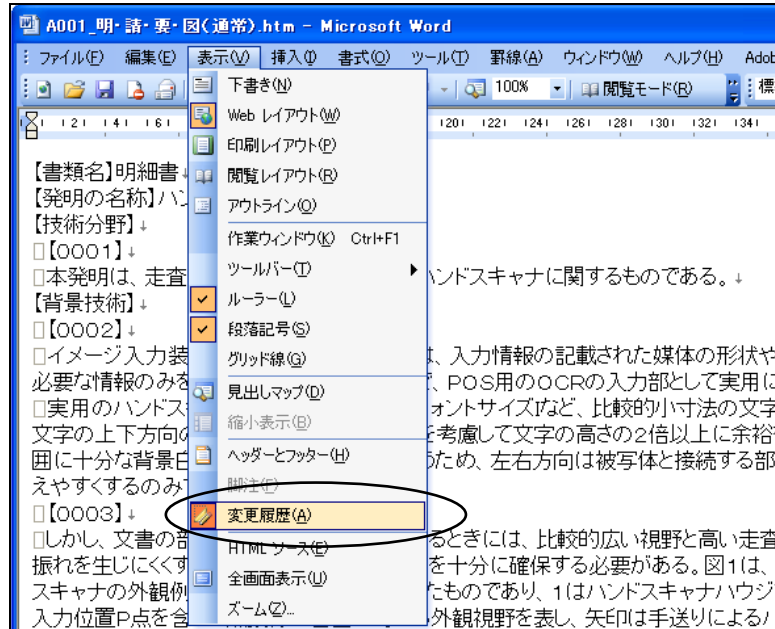 A001_明・請・要・図(通常).htm - Microsoft Word
ファイル(F) 編集(E) 表示(V) 挿入(I) 書式(O) ツール(T) 罫線(A) ウィンドウ(W) ヘルプ(H) Adob
100% 閲覧モード(R) 標
下書き(N)
Web レイアウト(W)
印刷レイアウト(P)
閲覧レイアウト(R)
アウトライン(O)
作業ウィンドウ(K) Ctrl+F1
ツールバー(T)
ルーラー(L)
段落記号(S)
グリッド線(G)
見出しマップ(D)
縮小表示(B)
ヘッダーとフッター(H)
脚注(F)
変更履歴(A)
HTML ソース(E)
全画面表示(U)
ズーム(Z)...
|2| |4| |6| |20| |22| |24| |26| |28| |30| |32| |34|
【書類名】明細書↓
【発明の名称】ハン
【技術分野】↓
□【0001】↓
□本発明は、走査 ハンドスキャナに関するものである。↓
【背景技術】↓
□【0002】↓
□イメージ入力装 、入力情報の記載された媒体の形状や
必要な情報のみを 、POS用のOCRの入力部として実用に
□実用のハンドス ォントサイズなど、比較的小寸法の文字
文字の上下方向の を考慮して文字の高さの2倍以上に余裕
囲に十分な背景白 のため、左右方向は被写体と接続する部
えやすくするのみ
□【0003】↓
□しかし、文書の部 るときには、比較的広い視野と高い走査
振れを生じにくくす を十分に確保する必要がある。図1は、
スキャナの外観例 たものであり、1はハンドスキャナハウジ
入力位置P点を含 外観視野を表し、矢印は手送りによる